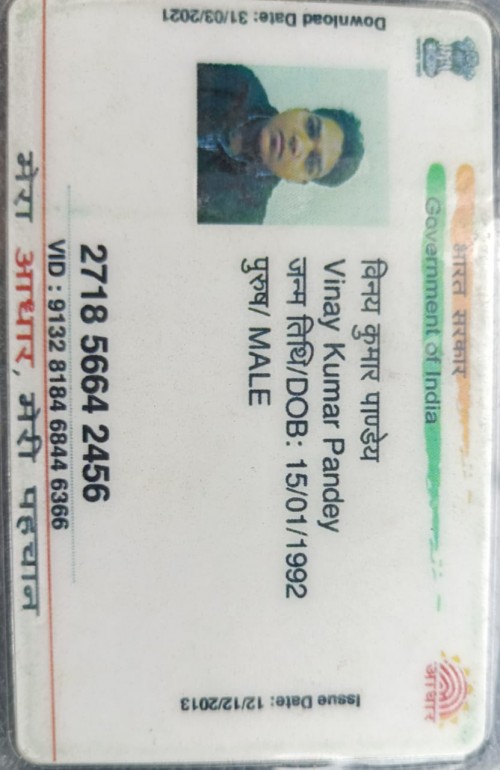 भारत सरकार
Government of India
Download Date: 31/03/2021
विनय कुमार पाण्डेय
Vinay Kumar Pandey
जन्म तिथि/DOB: 15/01/1992
पुरुष/ MALE
Issue Date: 12/12/2013
आधार
2718 5664 2456
VID : 9132 8184 6844 6366
मेरा आधार, मेरी पहचान